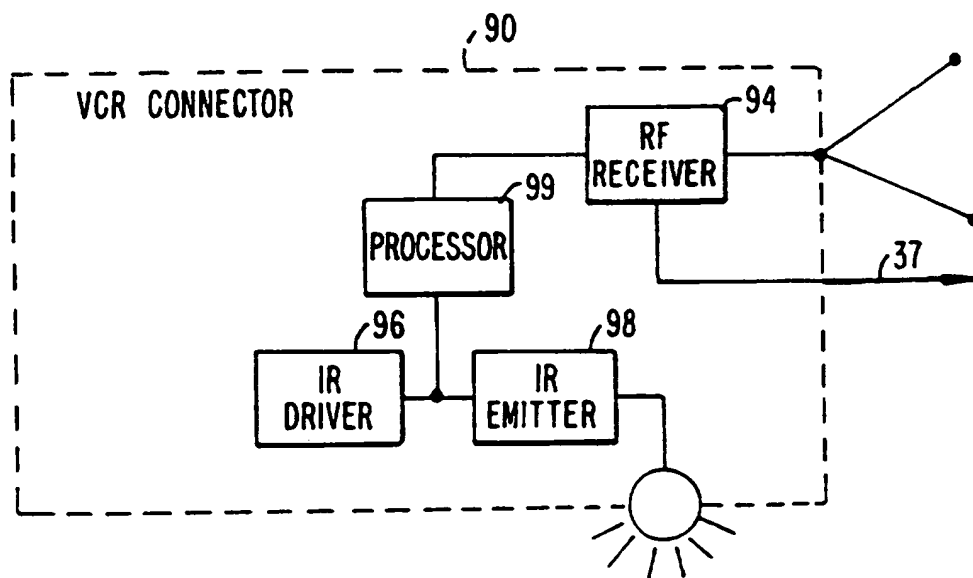 90
VCR CONNECTOR
94
RF
RECEIVER
99
PROCESSOR
37
96
98
IR
DRIVER
IR
EMITTER